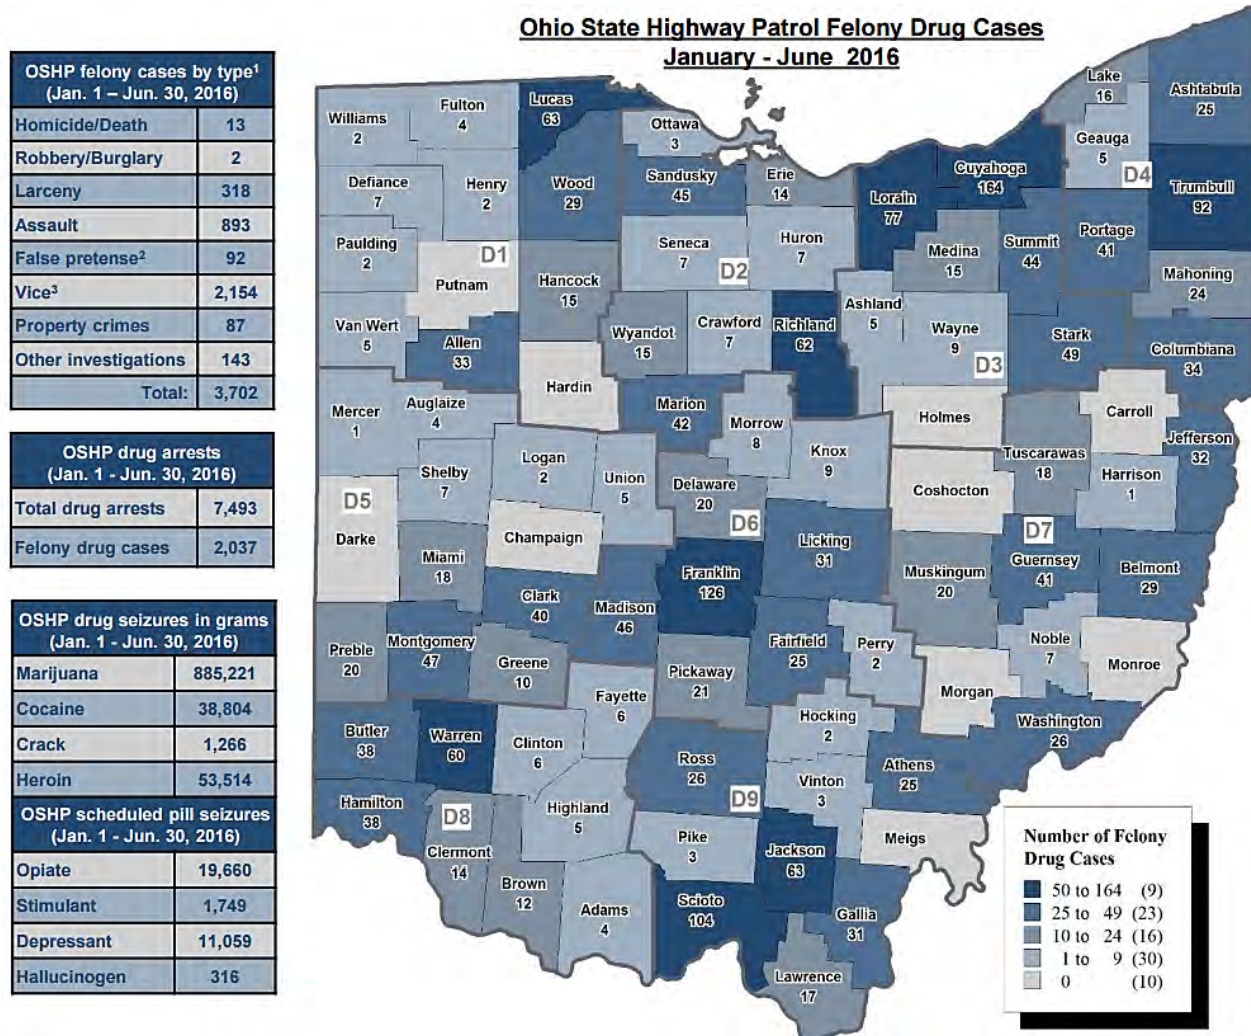 Ohio State Highway Patrol Felony Drug Cases
January - June 2016
OSHP felony cases by type¹
(Jan. 1 – Jun. 30, 2016)
Homicide/Death 13
Robbery/Burglary 2
Larceny 318
Assault 893
False pretense² 92
Vice³ 2,154
Property crimes 87
Other investigations 143
Total: 3,702
OSHP drug arrests
(Jan. 1 - Jun. 30, 2016)
Total drug arrests 7,493
Felony drug cases 2,037
OSHP drug seizures in grams
(Jan. 1 - Jun. 30, 2016)
Marijuana 885,221
Cocaine 38,804
Crack 1,266
Heroin 53,514
OSHP scheduled pill seizures
(Jan. 1 - Jun. 30, 2016)
Opiate 19,660
Stimulant 1,749
Depressant 11,059
Hallucinogen 316
Williams
2
Fulton
4
Lucas
63
Ottawa
3
Lake
16
Ashtabula
25
Geauga
5
D4
Cuyahoga
164
Trumbull
92
Defiance
7
Henry
2
Wood
29
Sandusky
45
Erie
14
Lorain
77
Medina
15
Summit
44
Portage
41
Mahoning
24
Paulding
2
D1
Putnam
Hancock
15
Seneca
7
D2
Huron
7
Ashland
5
Wayne
9
D3
Stark
49
Columbiana
34
Van Wert
5
Allen
33
Wyandot
15
Crawford
7
Richland
62
Hardin
Holmes
Carroll
Mercer
1
Auglaize
4
Marion
42
Morrow
8
Knox
9
Tuscarawas
18
Jefferson
32
Harrison
1
Shelby
7
Logan
2
Union
5
Delaware
20
D6
Coshocton
D5
Darke
Champaign
Miami
18
Licking
31
D7
Guernsey
41
Belmont
29
Muskingum
20
Franklin
126
Clark
40
Madison
46
Preble
20
Montgomery
47
Greene
10
Pickaway
21
Fairfield
25
Perry
2
Noble
7
Monroe
Morgan
Fayette
6
Hocking
2
Washington
26
Butler
38
Warren
60
Clinton
6
Ross
26
D9
Vinton
3
Athens
25
Hamilton
38
D8
Clermont
14
Highland
5
Pike
3
Jackson
63
Meigs
Brown
12
Adams
4
Scioto
104
Gallia
31
Lawrence
17
Number of Felony
Drug Cases
50 to 164 (9)
25 to 49 (23)
10 to 24 (16)
1 to 9 (30)
0 (10)